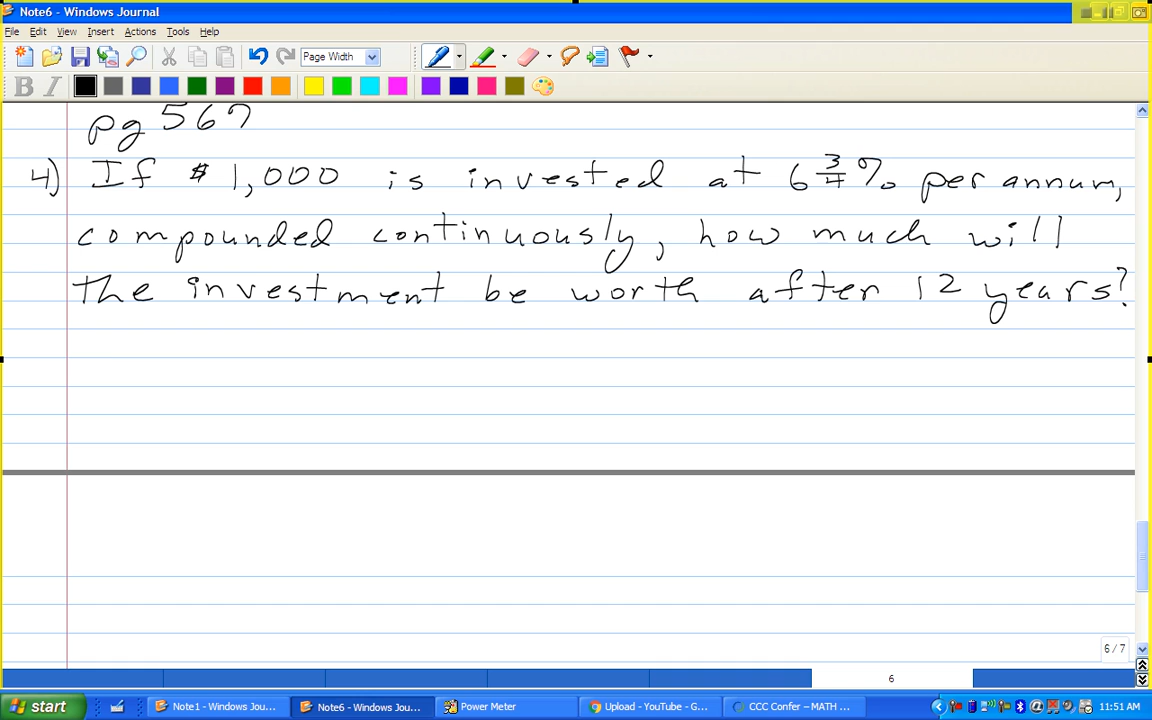 Note6 - Windows Journal
File Edit View Insert Actions Tools Help
Page Width
B I
pg 567
4) If $1,000 is invested at 6 3/4% per annum,
compounded continuously, how much will
the investment be worth after 12 years?
6 / 7
6
start Note1 - Windows Jou... Note6 - Windows Jou... Power Meter Upload - YouTube - G... CCC Confer -- MATH ... 11:51 AM